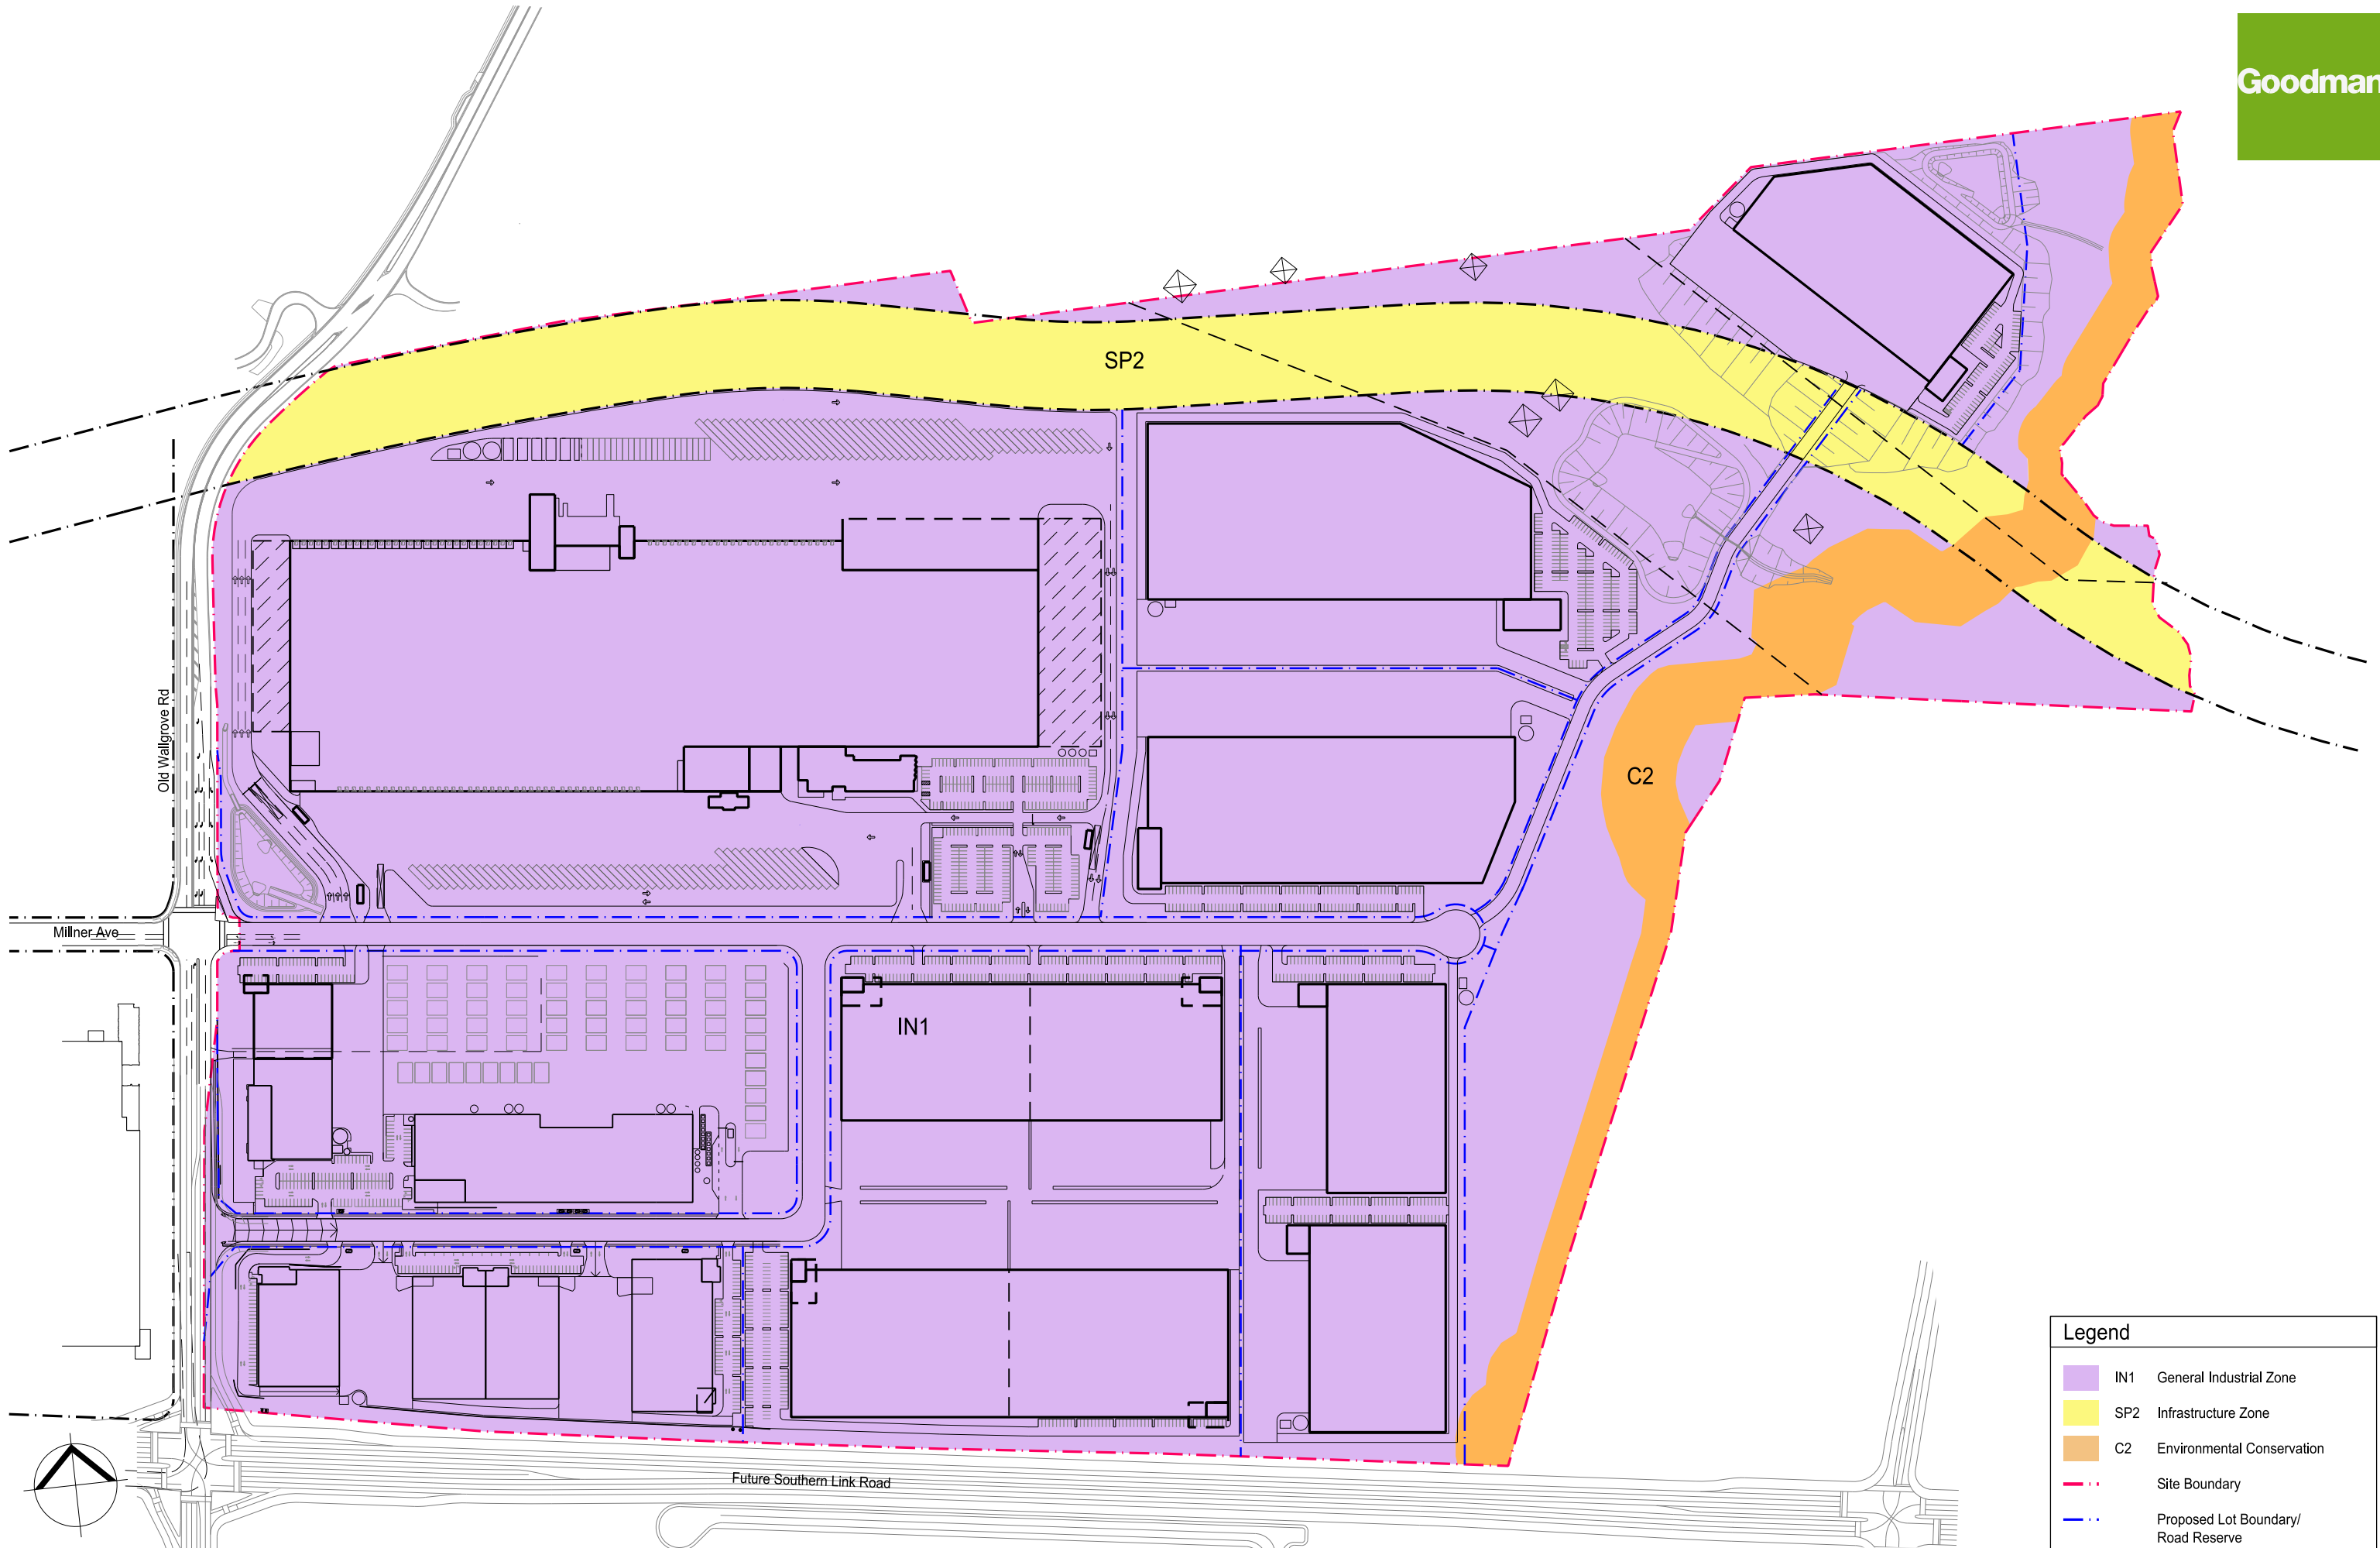 Goodman
SP2
Old Wallgrove Rd
C2
Millner Ave
IN1
Future Southern Link Road
Legend
IN1 General Industrial Zone
SP2 Infrastructure Zone
C2 Environmental Conservation
Site Boundary
Proposed Lot Boundary/
Road Reserve